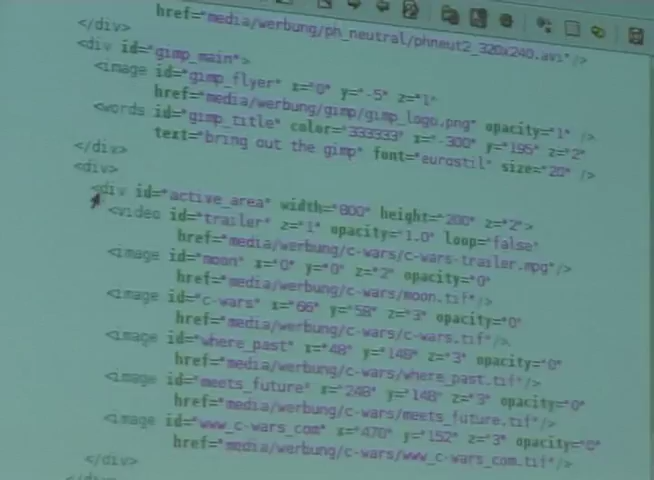 href="media/werbung/ph_neutral/phneut2_320x240.avi"/>
</div>
<div id="gimp_main">
<image id="gimp_flyer" x="0" y="-5" z="1"
href="media/werbung/gimp/gimp_logo.png" opacity="1" />
<words id="gimp_title" color="333333" x="-300" y="195" z="2"
text="bring out the gimp" font="eurostil" size="20" />
</div>
<div>
<div id="active_area" width="800" height="200" z="2">
<video id="trailer" z="1" opacity="1.0" loop="false"
href="media/werbung/c-wars/c-wars-trailer.mpg"/>
<image id="moon" x="0" y="0" z="2" opacity="0"
href="media/werbung/c-wars/moon.tif"/>
<image id="c-wars" x="66" y="58" z="3" opacity="0"
href="media/werbung/c-wars/c-wars.tif"/>
<image id="where_past" x="48" y="148" z="3" opacity="0"
href="media/werbung/c-wars/where_past.tif"/>
<image id="meets_future" x="248" y="148" z="3" opacity="0"
href="media/werbung/c-wars/meets_future.tif"/>
<image id="www_c-wars_com" x="470" y="152" z="3" opacity="0"
href="media/werbung/c-wars/www_c-wars_com.tif"/>
</div>
</div>